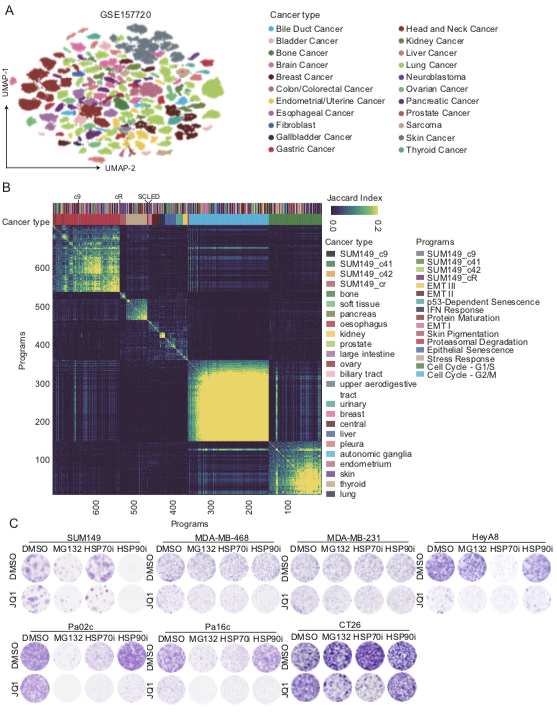 A
GSE157720
UMAP-1
UMAP-2
Cancer type
Bile Duct Cancer
Bladder Cancer
Bone Cancer
Brain Cancer
Breast Cancer
Colon/Colorectal Cancer
Endometrial/Uterine Cancer
Esophageal Cancer
Fibroblast
Gallbladder Cancer
Gastric Cancer
Head and Neck Cancer
Kidney Cancer
Liver Cancer
Lung Cancer
Neuroblastoma
Ovarian Cancer
Pancreatic Cancer
Prostate Cancer
Sarcoma
Skin Cancer
Thyroid Cancer
B
c9 cR SCLED
Cancer type
Programs
600
500
400
300
200
100
600
500
400
300
200
100
Programs
Jaccard Index
0.0
0.2
Cancer type
SUM149_c9
SUM149_c41
SUM149_c42
SUM149_cr
bone
soft tissue
pancreas
oesophagus
kidney
prostate
large intestine
ovary
biliary tract
upper aerodigestive
tract
urinary
breast
central
liver
pleura
autonomic ganglia
endometrium
skin
thyroid
lung
Programs
SUM149_c9
SUM149_c41
SUM149_c42
SUM149_cR
EMT III
EMT II
p53-Dependent Senescence
IFN Response
Protein Maturation
EMT I
Skin Pigmentation
Proteasomal Degradation
Epithelial Senescence
Stress Response
Cell Cycle - G1/S
Cell Cycle - G2/M
C
SUM149
DMSO MG132 HSP70i HSP90i
DMSO
JQ1
MDA-MB-468
DMSO MG132 HSP70i HSP90i
DMSO
JQ1
MDA-MB-231
DMSO MG132 HSP70i HSP90i
DMSO
JQ1
HeyA8
DMSO MG132 HSP70i HSP90i
DMSO
JQ1
Pa02c
DMSO MG132 HSP70i HSP90i
DMSO
JQ1
Pa16c
DMSO MG132 HSP70i HSP90i
DMSO
JQ1
CT26
DMSO MG132 HSP70i HSP90i
DMSO
JQ1